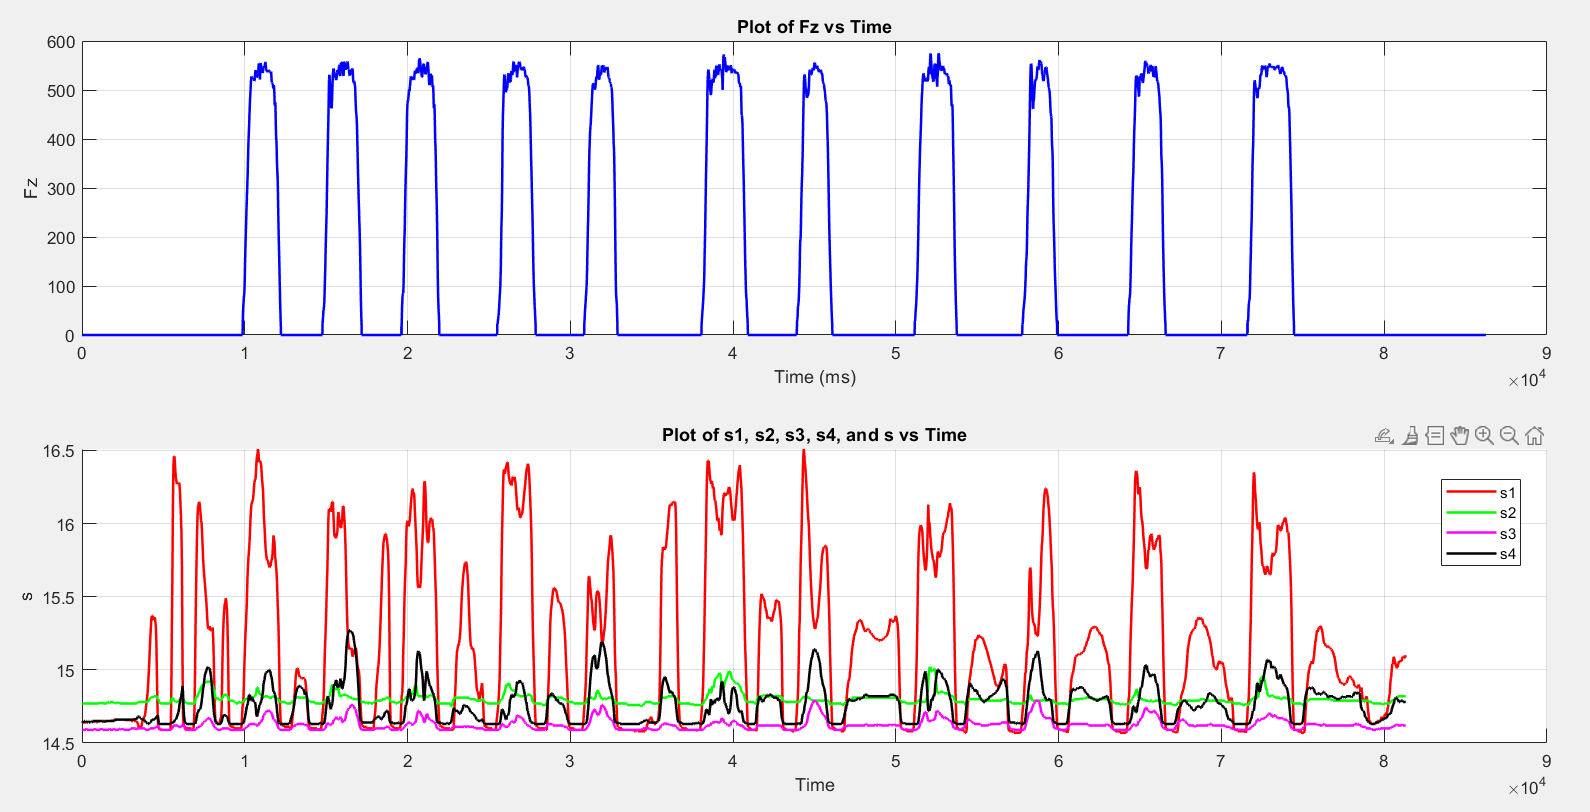 Plot of Fz vs Time
600
500
400
300
200
100
0
Fz
0 1 2 3 4 5 6 7 8 9
Time (ms)
×10^4
Plot of s1, s2, s3, s4, and s vs Time
16.5
16
15.5
15
14.5
s
s1
s2
s3
s4
0 1 2 3 4 5 6 7 8 9
Time
×10^4